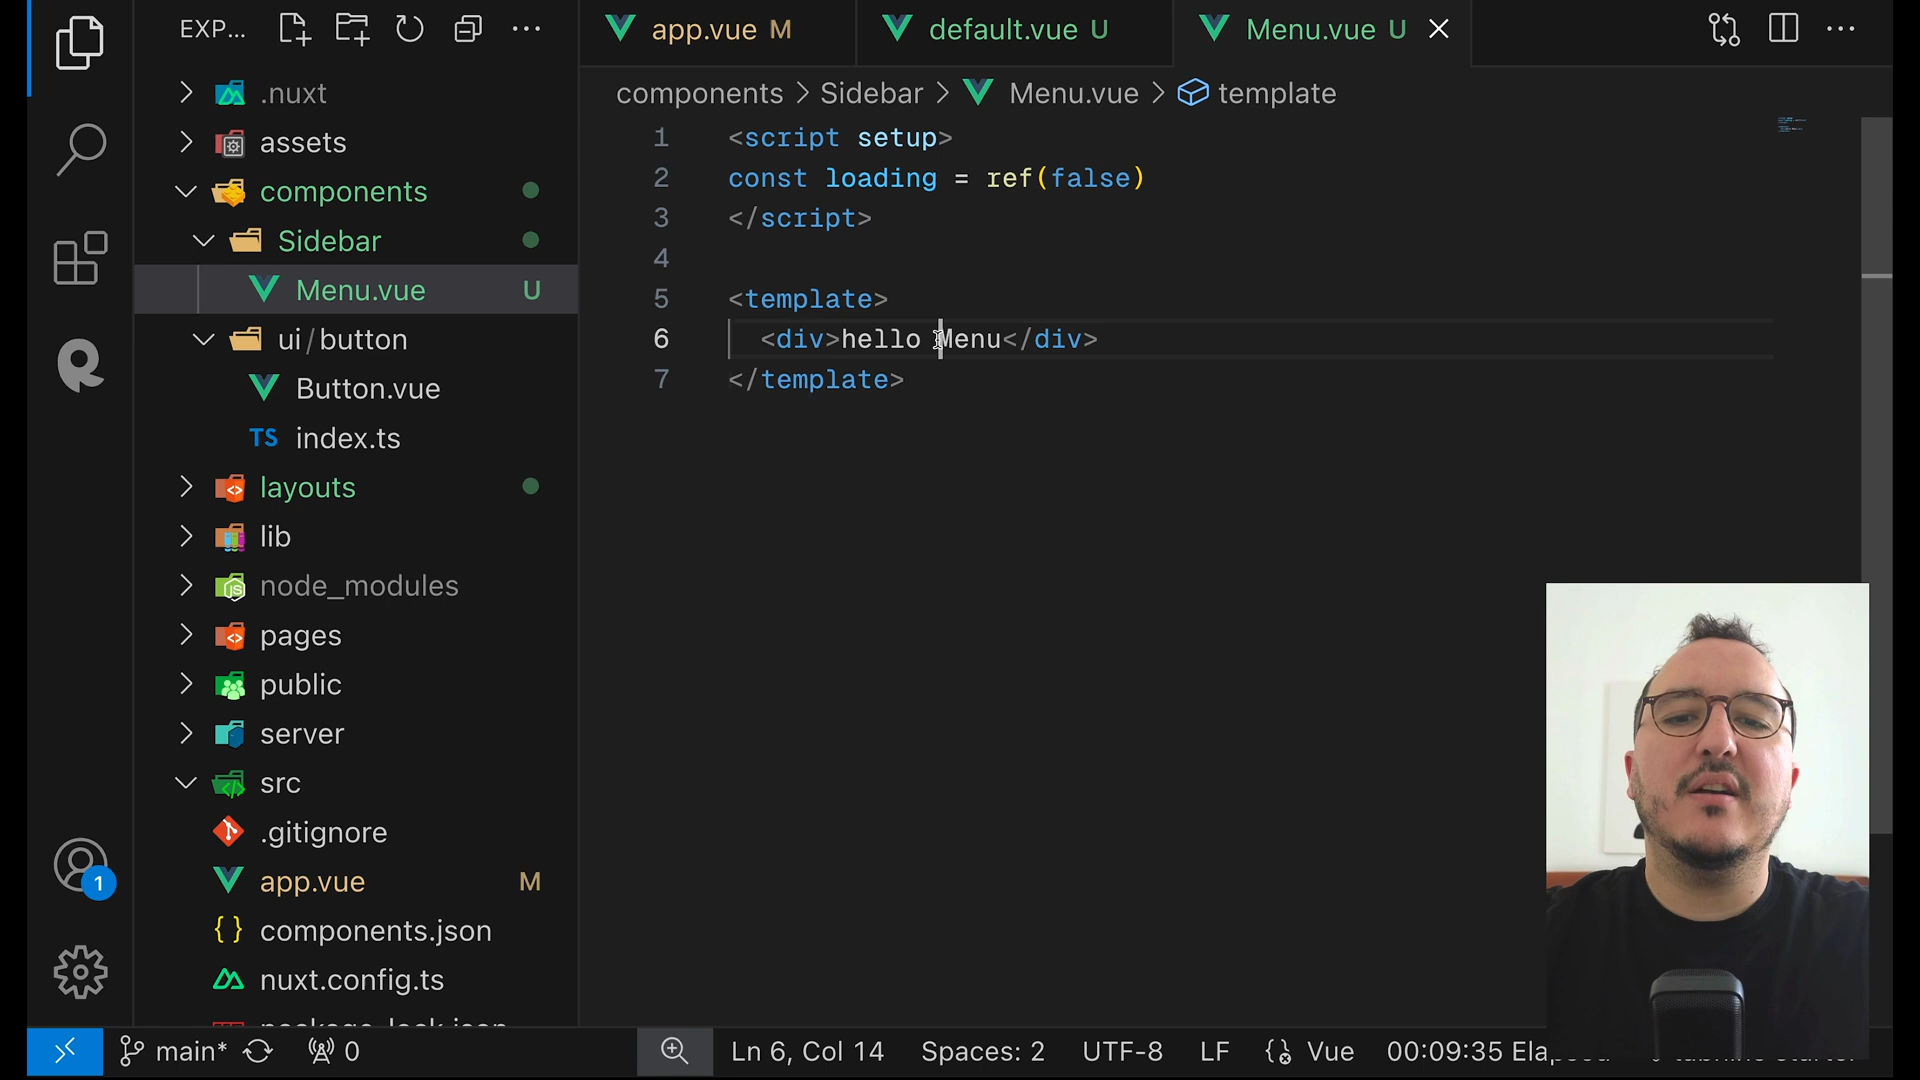 EXP...
app.vue M
default.vue U
Menu.vue U
.nuxt
assets
components
Sidebar
Menu.vue U
ui/button
Button.vue
TS index.ts
layouts
lib
node_modules
pages
public
server
src
.gitignore
app.vue M
components.json
nuxt.config.ts
components > Sidebar > Menu.vue > template
1 <script setup>
2 const loading = ref(false)
3 </script>
4
5 <template>
6 <div>hello Menu</div>
7 </template>
1
main* 0
Ln 6, Col 14 Spaces: 2 UTF-8 LF Vue 00:09:35